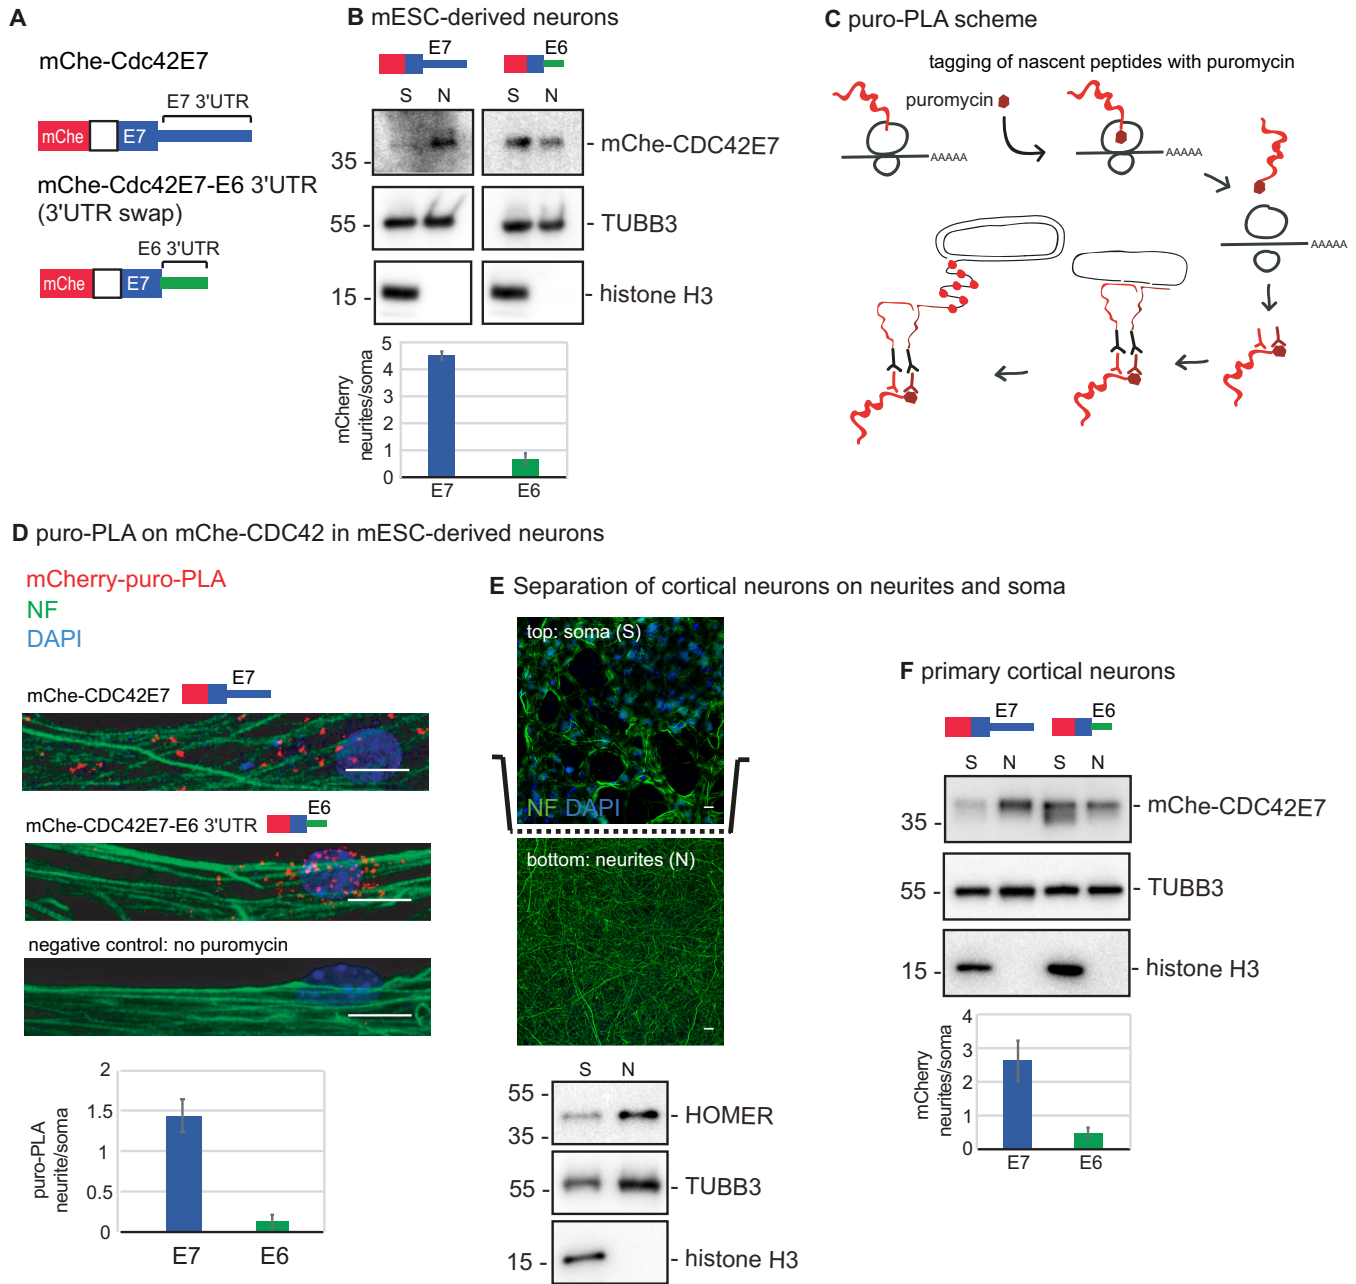 A
mChe-Cdc42E7
E7 3'UTR
mChe
E7
mChe-Cdc42E7-E6 3'UTR
(3'UTR swap)
E6 3'UTR
mChe
E7
B mESC-derived neurons
E7
E6
S N S N
35 -
- mChe-CDC42E7
55 -
- TUBB3
15 -
- histone H3
mCherry
neurites/soma
5
4
3
2
1
0
E7
E6
C puro-PLA scheme
tagging of nascent peptides with puromycin
puromycin
AAAAA
AAAAA
AAAAA
D puro-PLA on mChe-CDC42 in mESC-derived neurons
mCherry-puro-PLA
NF
DAPI
mChe-CDC42E7
E7
mChe-CDC42E7-E6 3'UTR
E6
negative control: no puromycin
puro-PLA
neurite/soma
2
1.5
1
0.5
0
E7
E6
E Separation of cortical neurons on neurites and soma
top: soma (S)
NF DAPI
bottom: neurites (N)
S N
55 -
35 -
- HOMER
55 -
- TUBB3
15 -
- histone H3
F primary cortical neurons
E7
E6
S N S N
35 -
- mChe-CDC42E7
55 -
- TUBB3
15 -
- histone H3
mCherry
neurites/soma
4
3
2
1
0
E7
E6